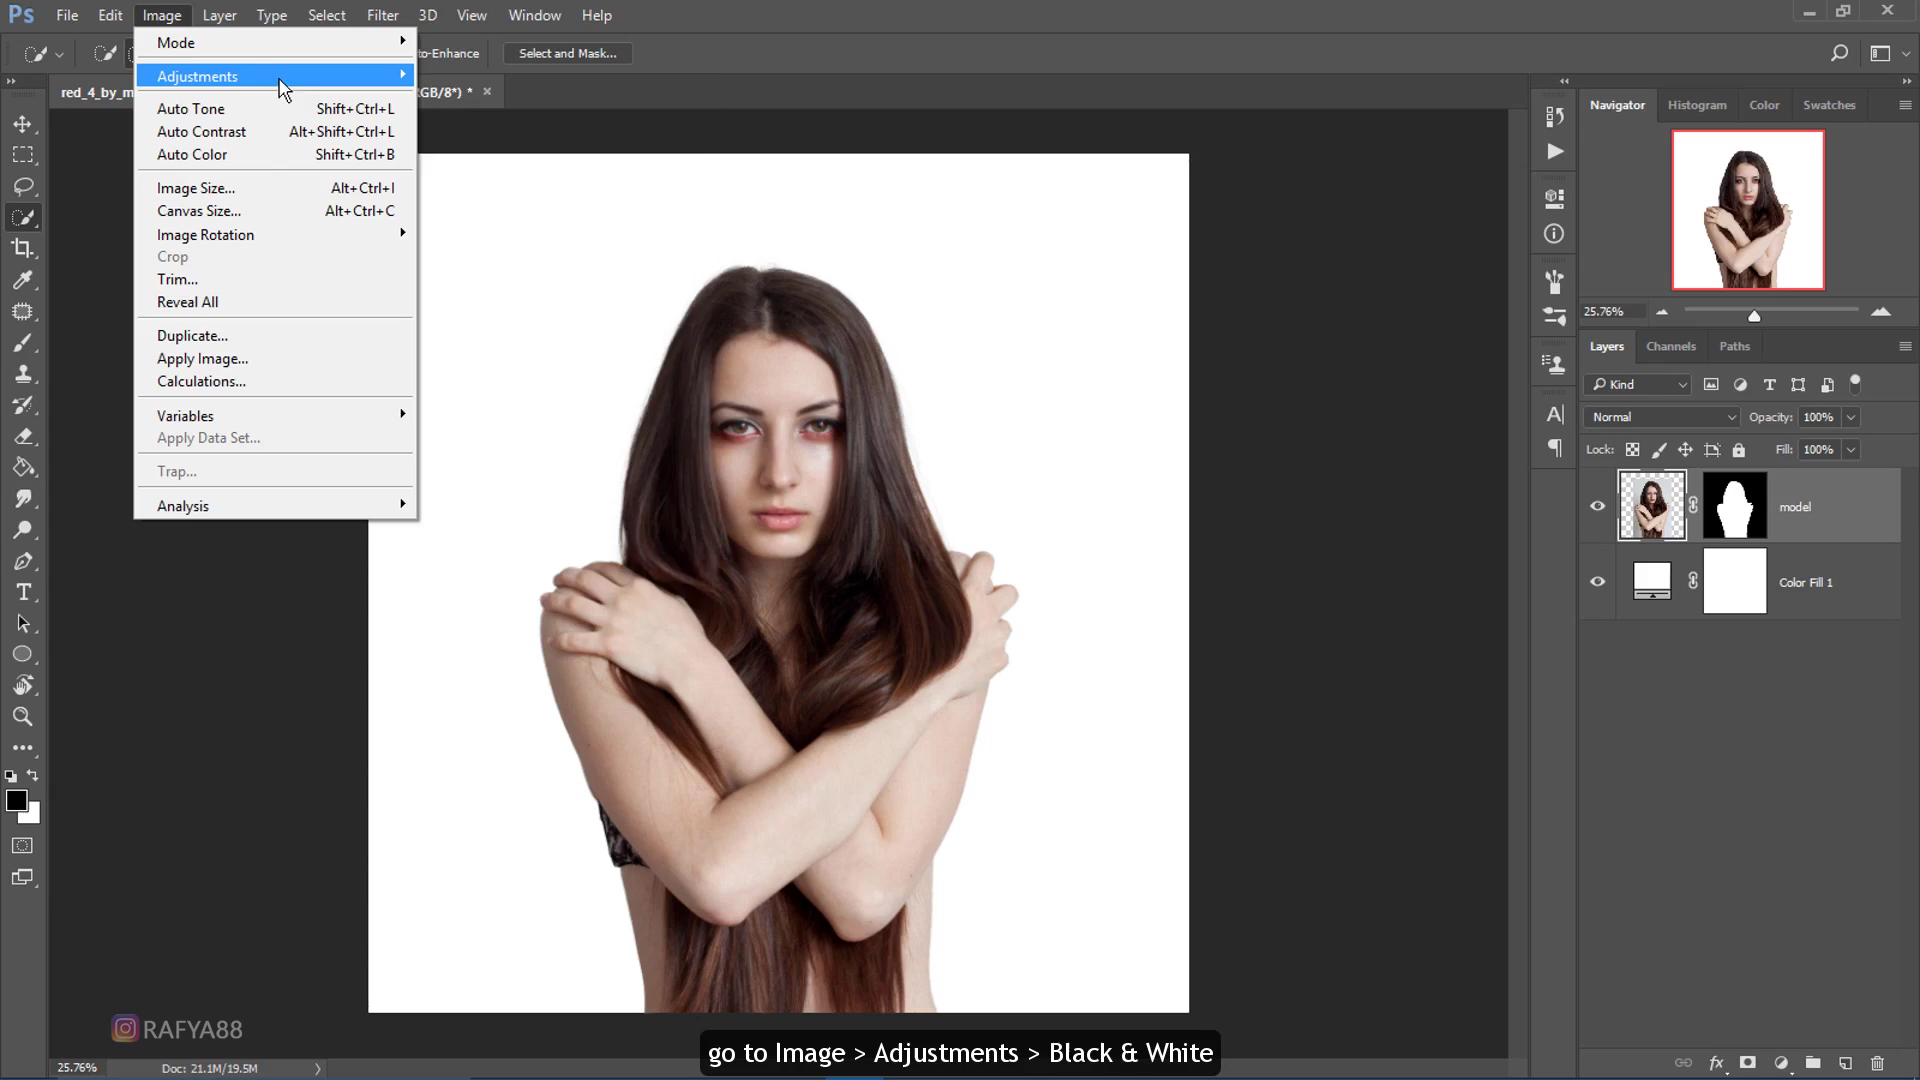 Ps File Edit Image Layer Type Select Filter 3D View Window Help
Select and Mask...
Mode
Adjustments
red_4_by_m
GB/8*) *
Auto Tone Shift+Ctrl+L
Auto Contrast Alt+Shift+Ctrl+L
Auto Color Shift+Ctrl+B
Image Size... Alt+Ctrl+I
Canvas Size... Alt+Ctrl+C
Image Rotation
Crop
Trim...
Reveal All
Duplicate...
Apply Image...
Calculations...
Variables
Apply Data Set...
Trap...
Analysis
Navigator Histogram Color Swatches
25.76%
Layers Channels Paths
Kind
Normal Opacity: 100%
Lock: Fill: 100%
model
Color Fill 1
RAFYA88
go to Image > Adjustments > Black & White
25.76% Doc: 21.1M/19.5M